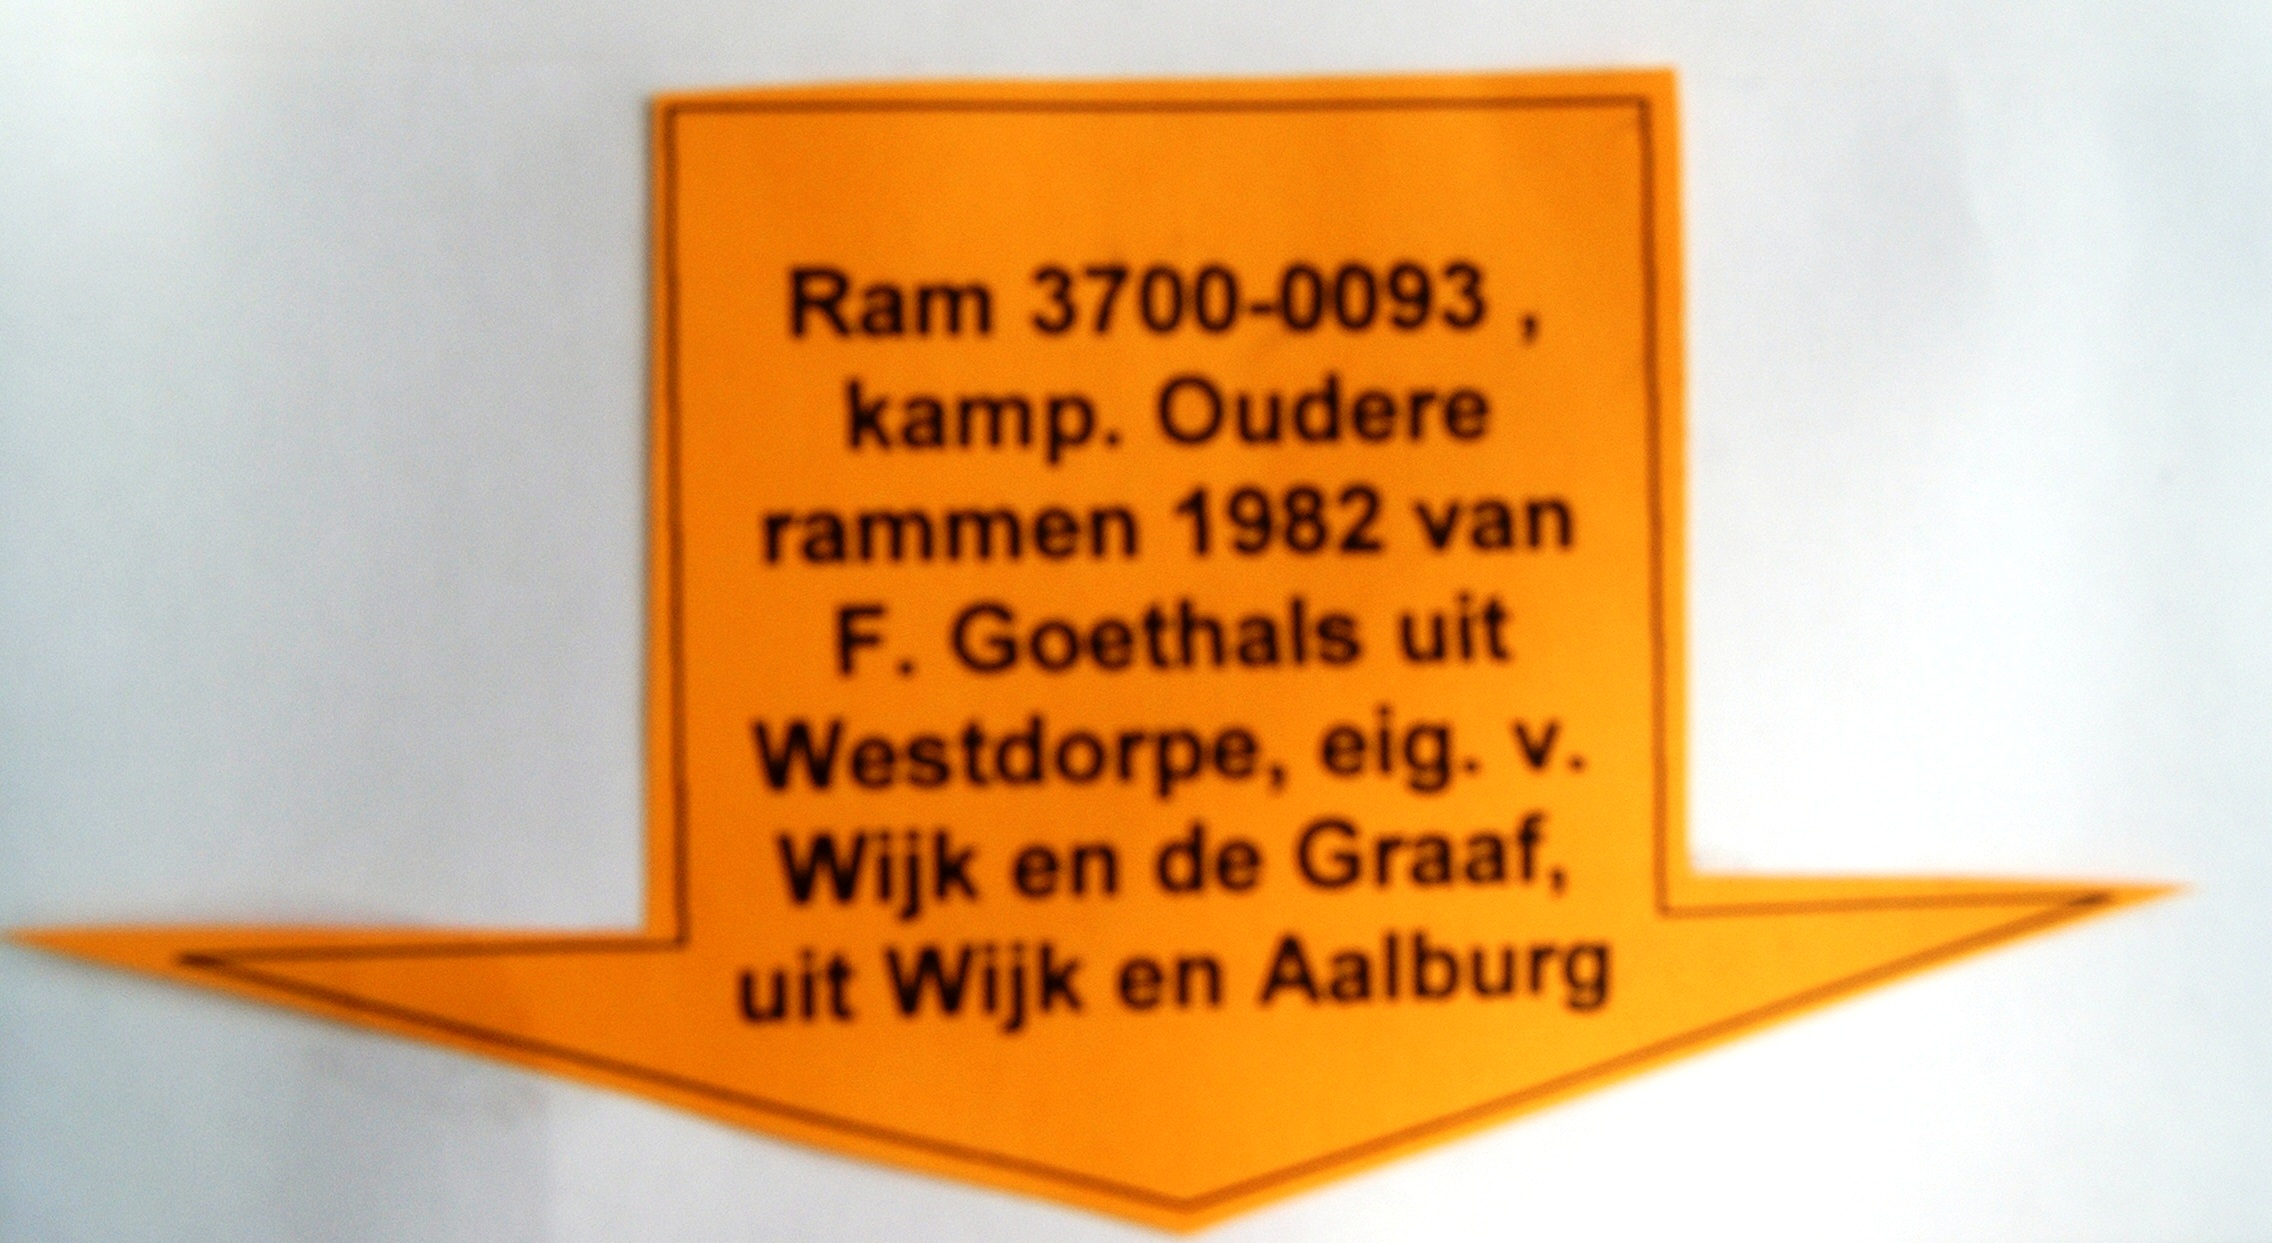 Ram 3700-0093 ,
kamp. Oudere
rammen 1982 van
F. Goethals uit
Westdorpe, eig. v.
Wijk en de Graaf,
uit Wijk en Aalburg